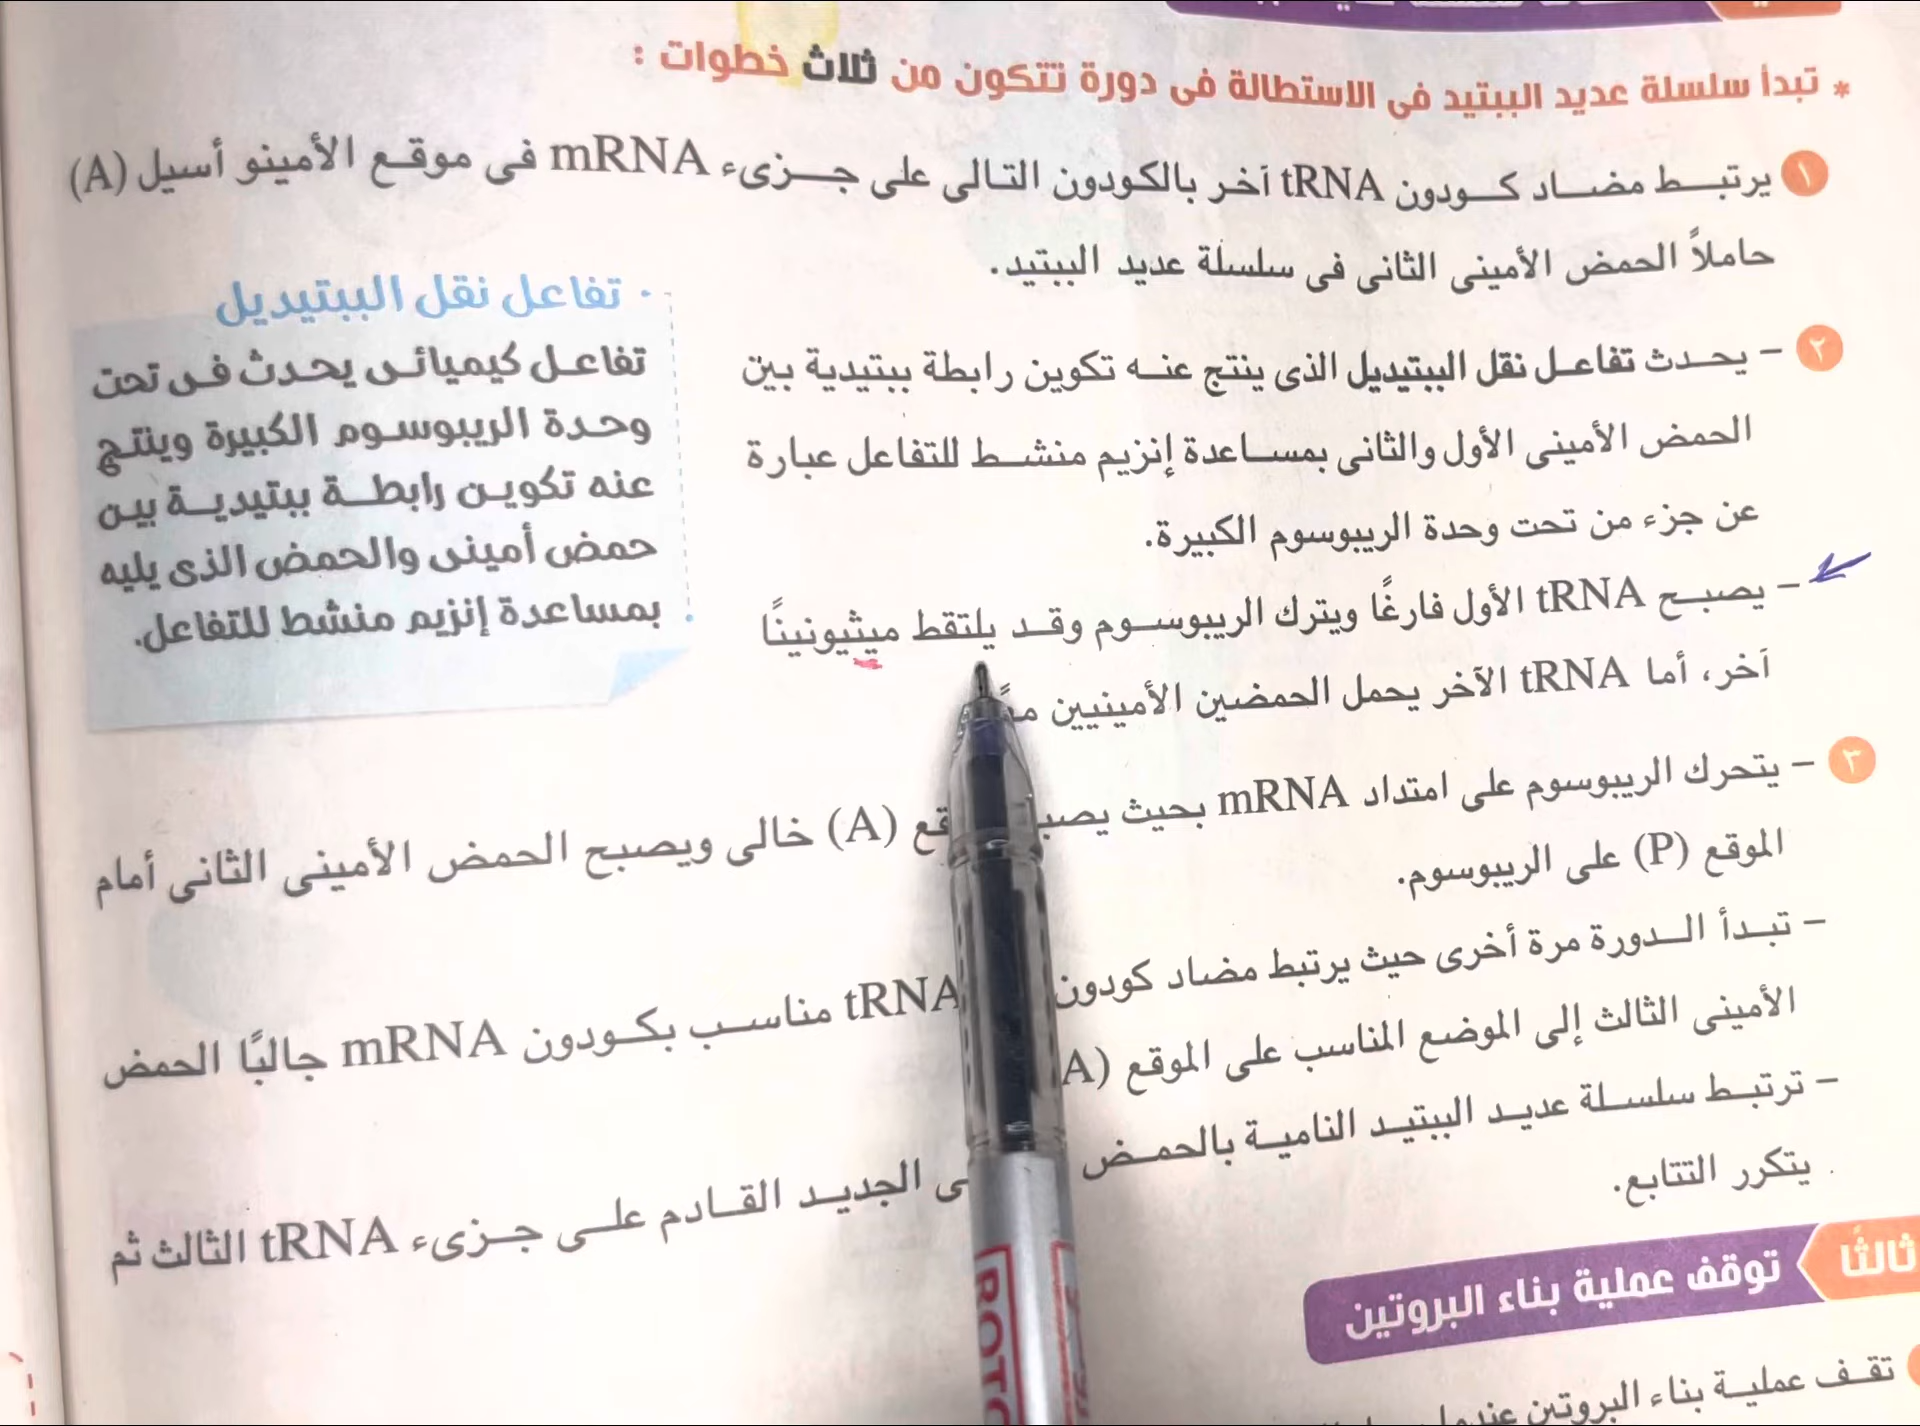 * تبدأ سلسلة عديد الببتيد فى الاستطالة فى دورة تتكون من ثلاث خطوات :
١ يرتبط مضاد كودون tRNA آخر بالكودون التالى على جزىء mRNA فى موقع الأمينو أسيل (A)
حاملاً الحمض الأمينى الثانى فى سلسلة عديد الببتيد.
٢ – يحدث تفاعل نقل الببتيديل الذى ينتج عنه تكوين رابطة ببتيدية بين
الحمض الأمينى الأول والثانى بمساعدة إنزيم منشط للتفاعل عبارة
عن جزء من تحت وحدة الريبوسوم الكبيرة.
– يصبح tRNA الأول فارغًا ويترك الريبوسوم وقد يلتقط ميثيونينًا
آخر، أما tRNA الآخر يحمل الحمضين الأمينيين
• تفاعل نقل الببتيديل
تفاعل كيميائى يحدث فى تحت
وحدة الريبوسوم الكبيرة وينتج
عنه تكوين رابطة ببتيدية بين
حمض أمينى والحمض الذى يليه
بمساعدة إنزيم منشط للتفاعل.
٣ – يتحرك الريبوسوم على امتداد mRNA بحيث (A) خالى ويصبح الحمض الأمينى الثانى أمام
الموقع (P) على الريبوسوم.
– تبدأ الدورة مرة أخرى حيث يرتبط مضاد كودون tRNA مناسب بكودون mRNA جالبًا الحمض
الأمينى الثالث إلى الموضع المناسب على الموقع (A
– ترتبط سلسلة عديد الببتيد النامية بالحمض الجديد القادم على جزىء tRNA الثالث ثم
يتكرر التتابع.
ثالثًا توقف عملية بناء البروتين
تقف عملية بناء البروتين
ROTO